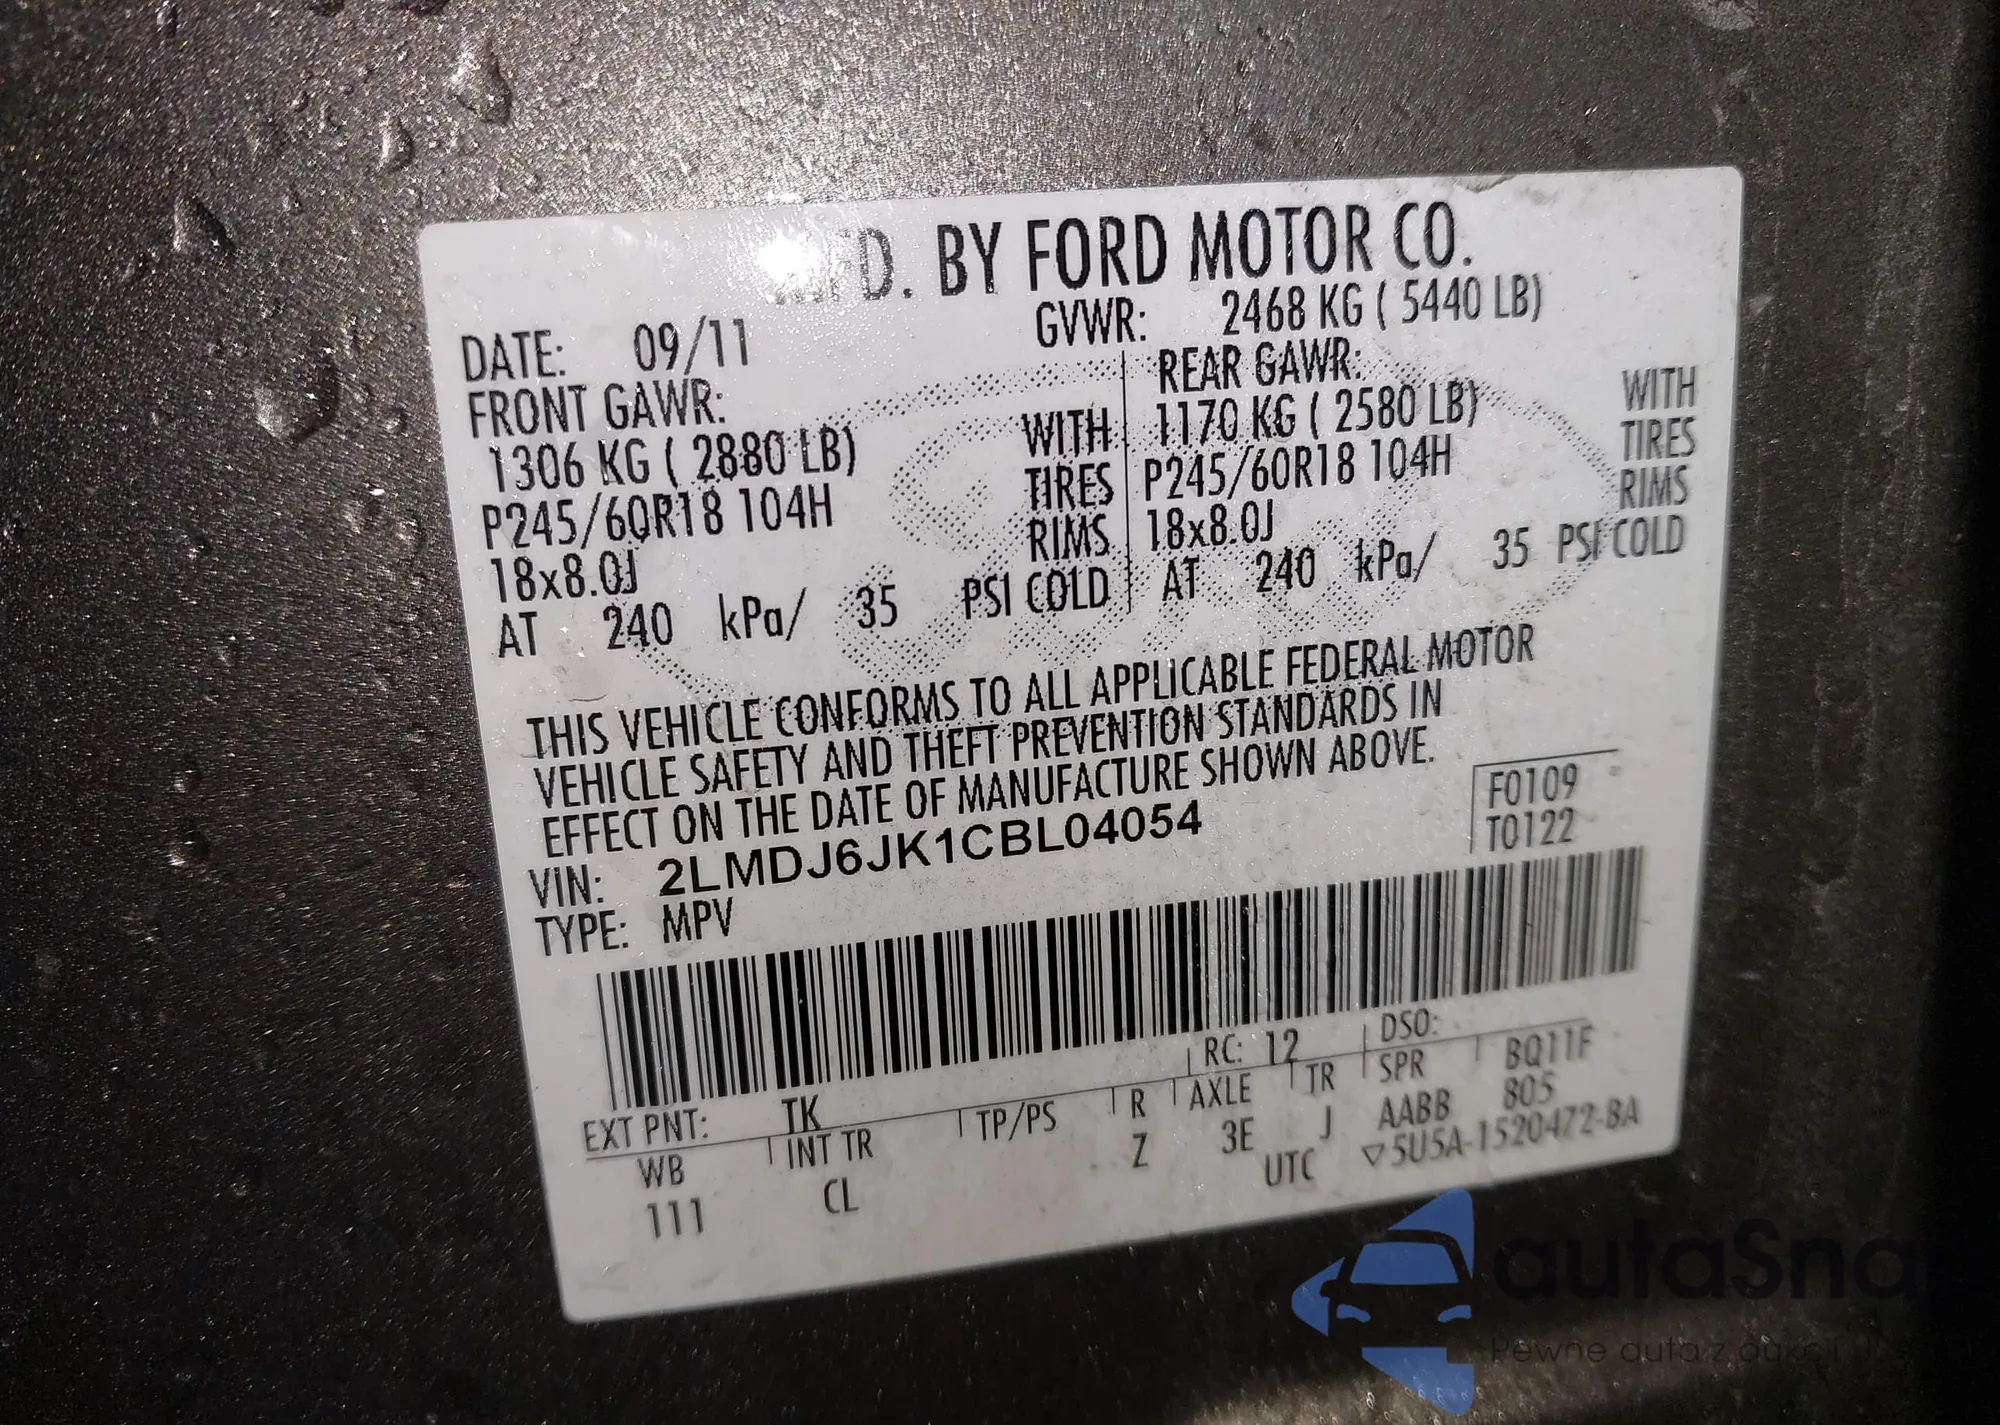 MFD. BY FORD MOTOR CO.
DATE: 09/11
GVWR: 2468 KG ( 5440 LB)
FRONT GAWR:
1306 KG ( 2880 LB)
P245/60R18 104H
18x8.0J
WITH
TIRES
RIMS
AT 240 kPa/ 35 PSI COLD
REAR GAWR:
1170 KG ( 2580 LB)
P245/60R18 104H
18x8.0J
WITH
TIRES
RIMS
AT 240 kPa/ 35 PSI COLD
THIS VEHICLE CONFORMS TO ALL APPLICABLE FEDERAL MOTOR
VEHICLE SAFETY AND THEFT PREVENTION STANDARDS IN
EFFECT ON THE DATE OF MANUFACTURE SHOWN ABOVE.
F0109
T0122
VIN: 2LMDJ6JK1CBL04054
TYPE: MPV
RC: 12 DSO:
EXT PNT: TK
WB INT TR TP/PS R AXLE TR SPR BQ11F
111 CL Z 3E J AABB 805
UTC ▽5U5A-1520472-BA
autaSna
Pewne auta z aukcji